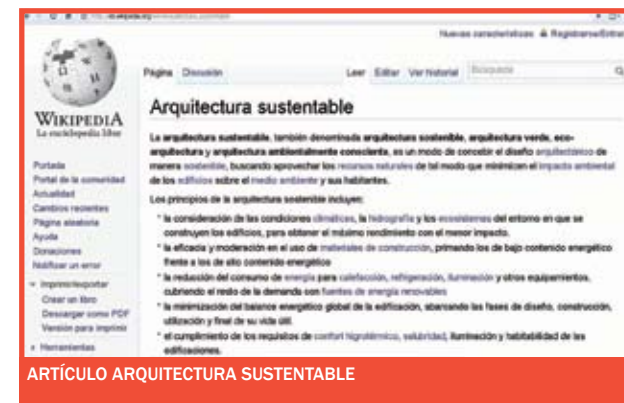 Nuevas características Registrarse/Entrar
Página Discusión Leer Editar Ver historial Búsqueda
WIKIPEDIA
La enciclopedia libre
Arquitectura sustentable
La arquitectura sustentable, también denominada arquitectura sostenible, arquitectura verde, eco-
arquitectura y arquitectura ambientalmente consciente, es un modo de concebir el diseño arquitectónico de
manera sostenible, buscando aprovechar los recursos naturales de tal modo que minimicen el impacto ambiental
de los edificios sobre el medio ambiente y sus habitantes.
Los principios de la arquitectura sostenible incluyen:
* la consideración de las condiciones climáticas, la hidrografía y los ecosistemas del entorno en que se
construyen los edificios, para obtener el máximo rendimiento con el menor impacto.
* la eficacia y moderación en el uso de materiales de construcción, primando los de bajo contenido energético
frente a los de alto contenido energético
* la reducción del consumo de energía para calefacción, refrigeración, iluminación y otros equipamientos,
cubriendo el resto de la demanda con fuentes de energía renovables
* la minimización del balance energético global de la edificación, abarcando las fases de diseño, construcción,
utilización y final de su vida útil.
* el cumplimiento de los requisitos de confort higrotérmico, salubridad, iluminación y habitabilidad de las
edificaciones.
Portada
Portal de la comunidad
Actualidad
Cambios recientes
Página aleatoria
Ayuda
Donaciones
Notificar un error
Imprimir/exportar
Crear un libro
Descargar como PDF
Versión para imprimir
Herramientas
ARTÍCULO ARQUITECTURA SUSTENTABLE